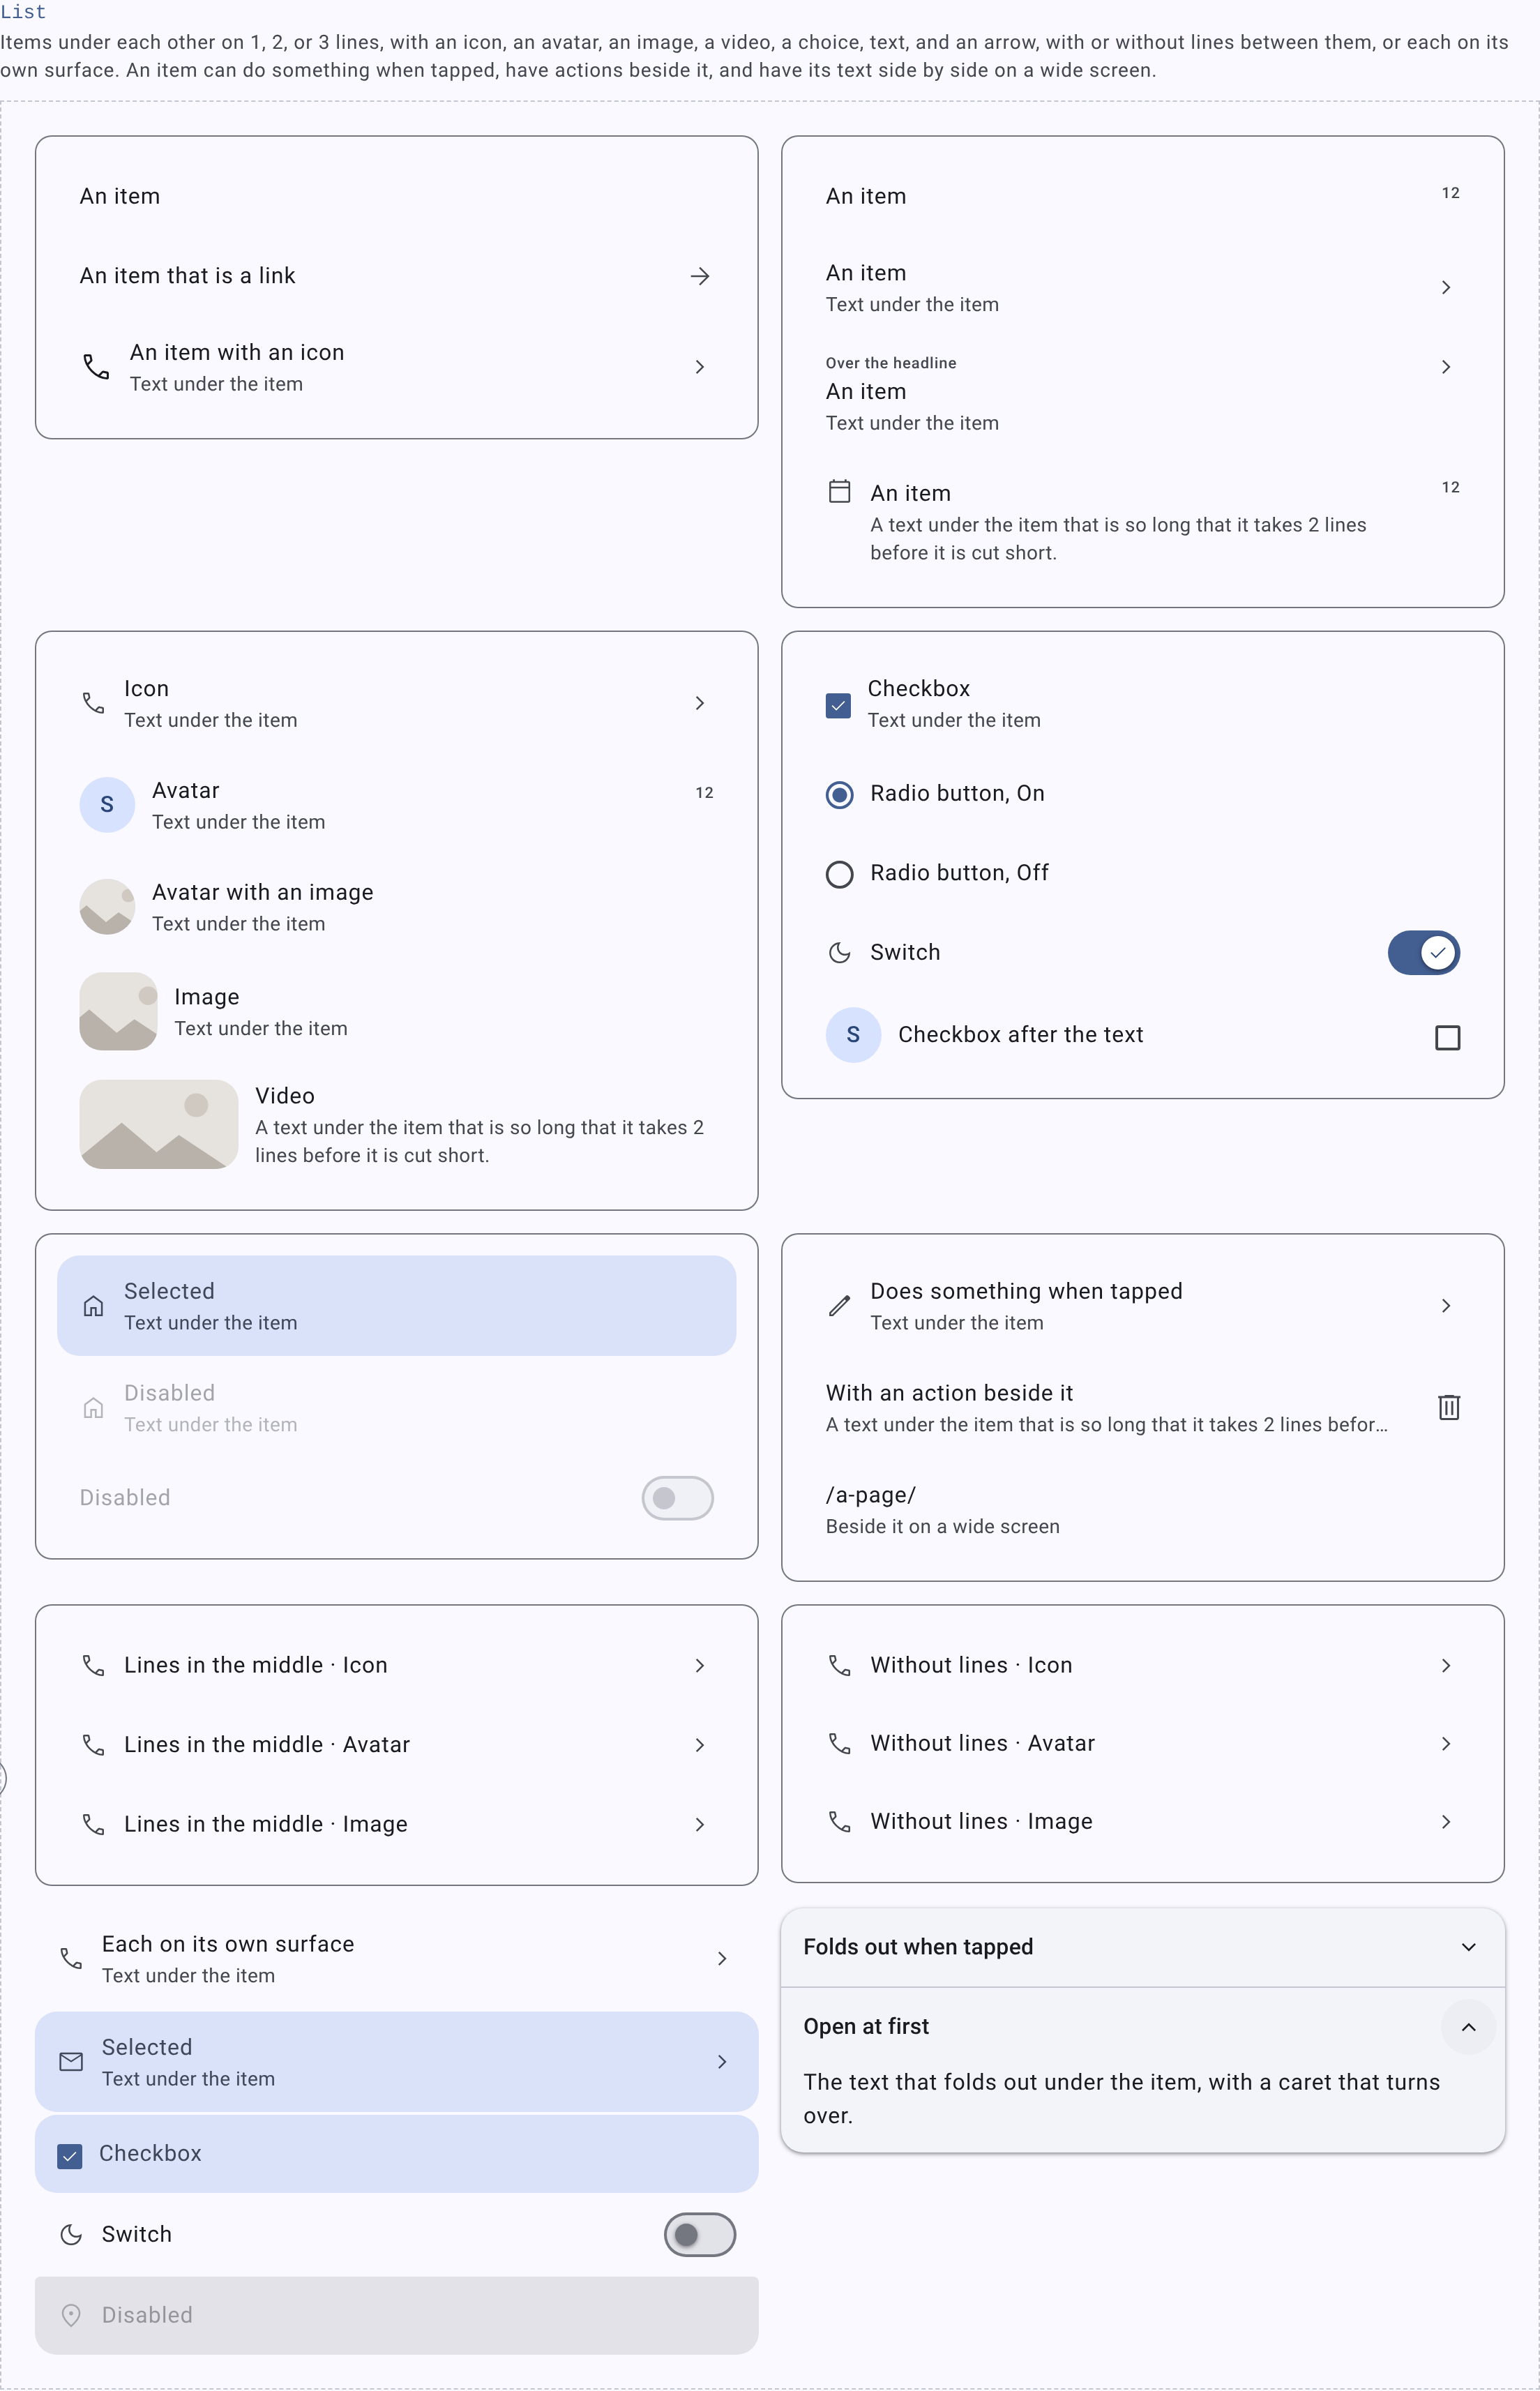 List
Items under each other on 1, 2, or 3 lines, with an icon, an avatar, an image, a video, a choice, text, and an arrow, with or without lines between them, or each on its
own surface. An item can do something when tapped, have actions beside it, and have its text side by side on a wide screen.
An item
An item that is a link
An item with an icon
Text under the item
An item
12
An item
Text under the item
Over the headline
An item
Text under the item
An item
12
A text under the item that is so long that it takes 2 lines
before it is cut short.
Icon
Text under the item
S
Avatar
12
Text under the item
Avatar with an image
Text under the item
Image
Text under the item
Video
A text under the item that is so long that it takes 2
lines before it is cut short.
Checkbox
Text under the item
Radio button, On
Radio button, Off
Switch
S
Checkbox after the text
Selected
Text under the item
Disabled
Text under the item
Disabled
Does something when tapped
Text under the item
With an action beside it
A text under the item that is so long that it takes 2 lines befor…
/a-page/
Beside it on a wide screen
Lines in the middle · Icon
Lines in the middle · Avatar
Lines in the middle · Image
Without lines · Icon
Without lines · Avatar
Without lines · Image
Each on its own surface
Text under the item
Selected
Text under the item
Checkbox
Switch
Disabled
Folds out when tapped
Open at first
The text that folds out under the item, with a caret that turns
over.